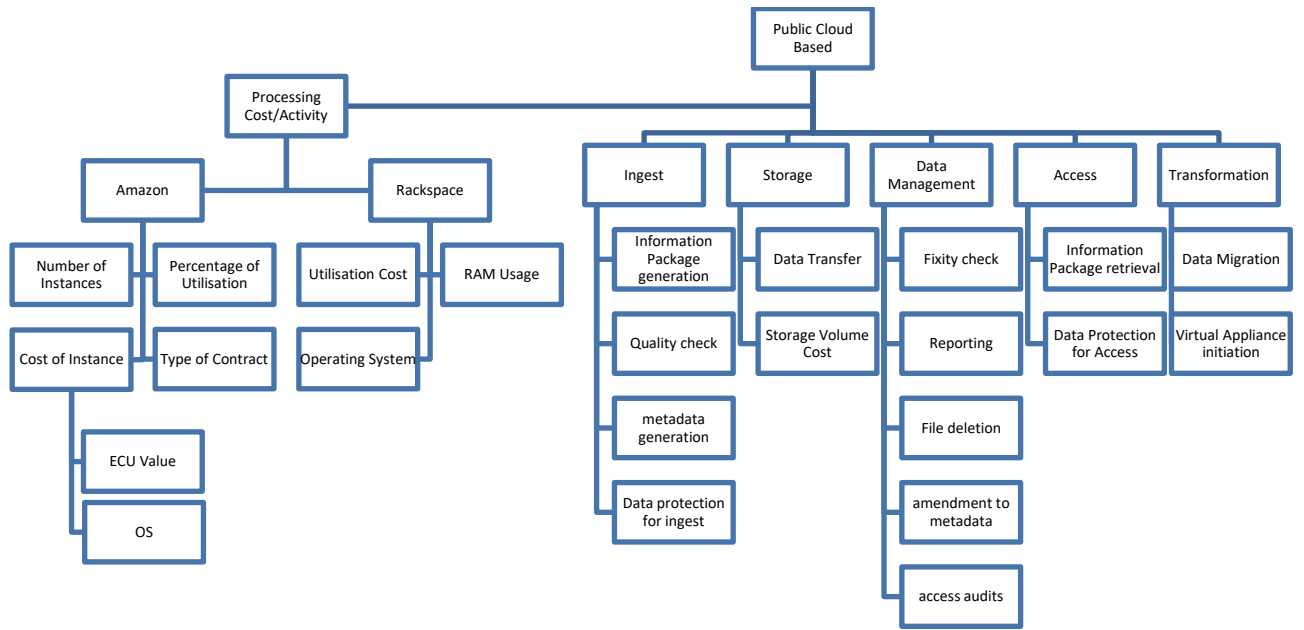 Public Cloud
Based
Processing
Cost/Activity
Amazon
Rackspace
Ingest
Storage
Data
Management
Access
Transformation
Number of
Instances
Percentage of
Utilisation
Utilisation Cost
RAM Usage
Information
Package
generation
Data Transfer
Fixity check
Information
Package retrieval
Data Migration
Cost of Instance
Type of Contract
Operating System
Quality check
Storage Volume
Cost
Reporting
Data Protection
for Access
Virtual Appliance
initiation
metadata
generation
File deletion
ECU Value
Data protection
for ingest
amendment to
metadata
OS
access audits